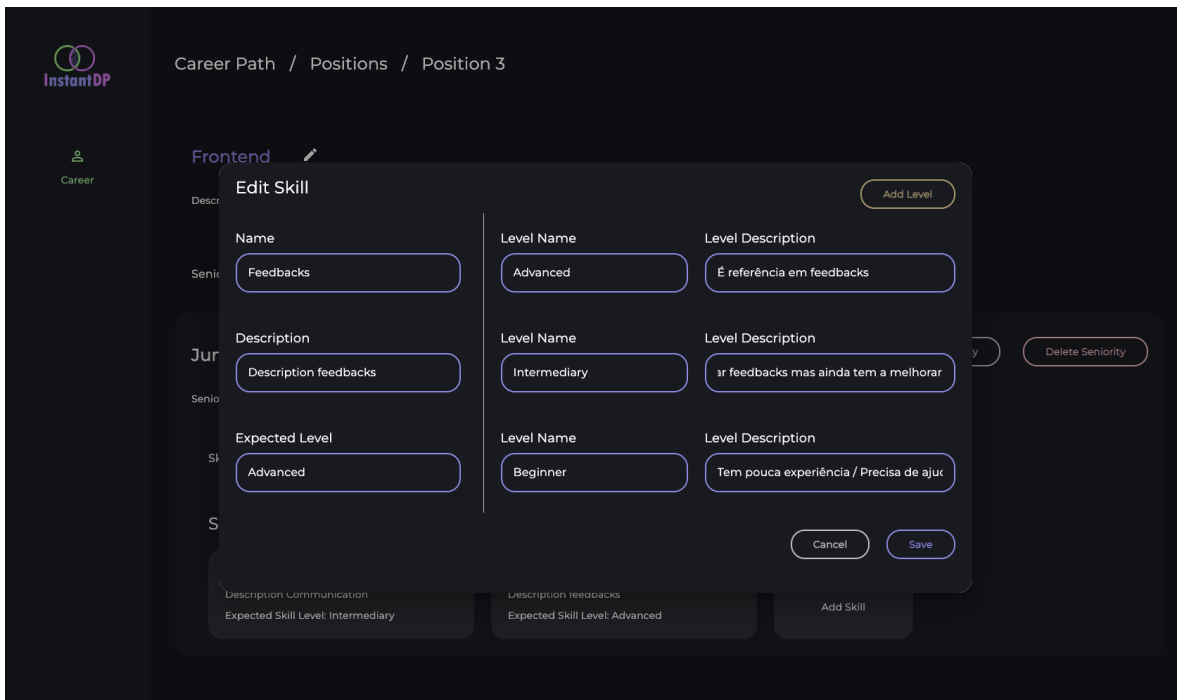 InstantDP
Career
Career Path / Positions / Position 3
Frontend
Edit Skill
Add Level
Name
Feedbacks
Description
Description feedbacks
Expected Level
Advanced
Level Name
Level Description
Advanced
É referência em feedbacks
Level Name
Level Description
Intermediary
ar feedbacks mas ainda tem a melhorar
Level Name
Level Description
Beginner
Tem pouca experiência / Precisa de
Cancel
Save
Delete Seniority
Description Communication
Expected Skill Level: Intermediary
Description feedbacks
Expected Skill Level: Advanced
Add Skill